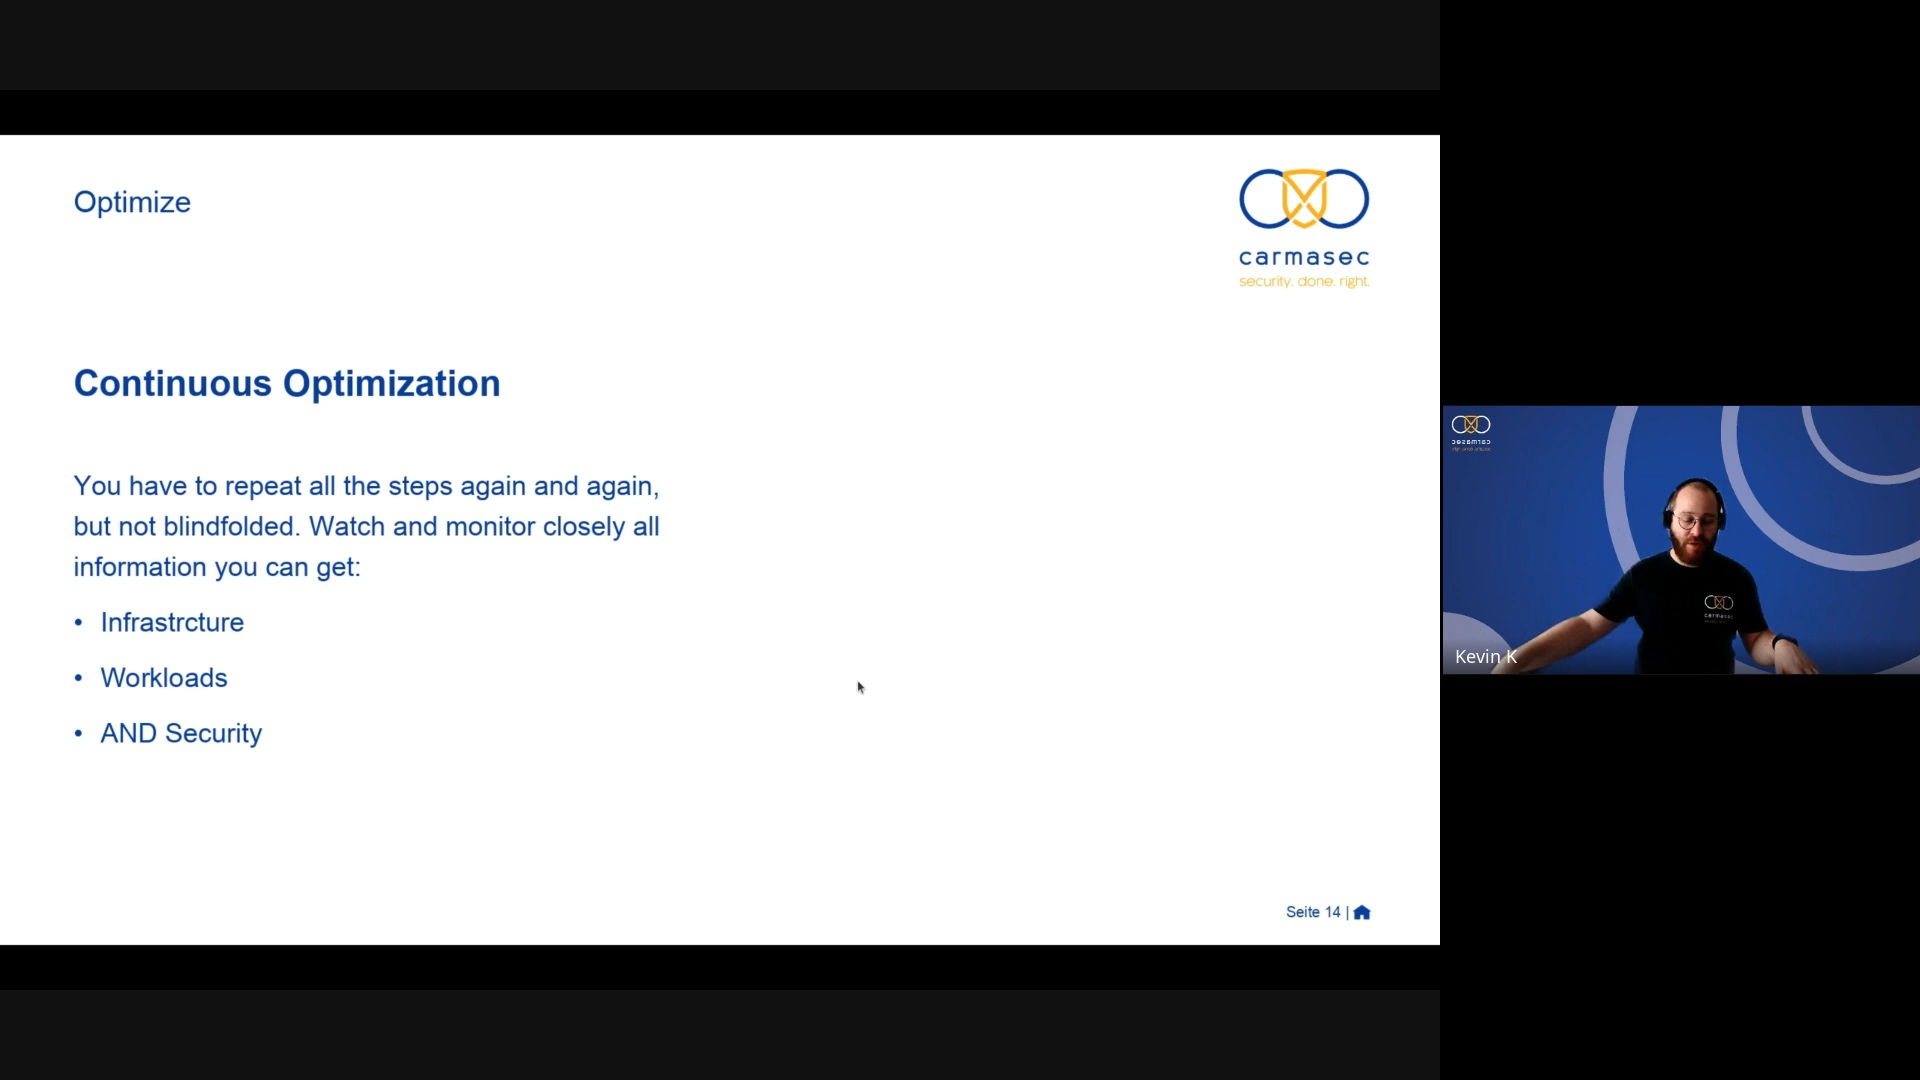 Optimize
carmasec
security. done. right.
Continuous Optimization
You have to repeat all the steps again and again,
but not blindfolded. Watch and monitor closely all
information you can get:
• Infrastrcture
• Workloads
• AND Security
Seite 14 |
Kevin K
carmasec